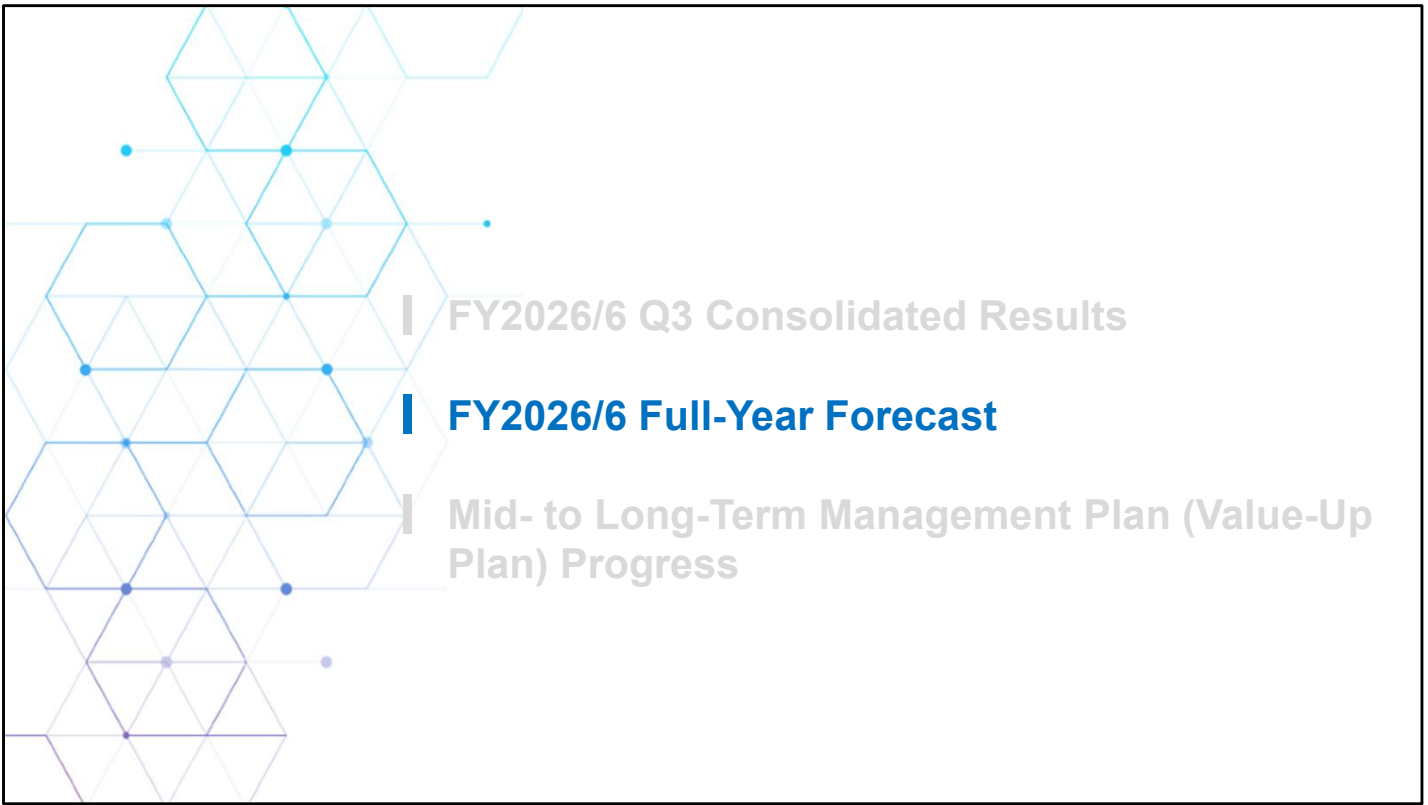 FY2026/6 Q3 Consolidated Results
FY2026/6 Full-Year Forecast
Mid- to Long-Term Management Plan (Value-Up
Plan) Progress